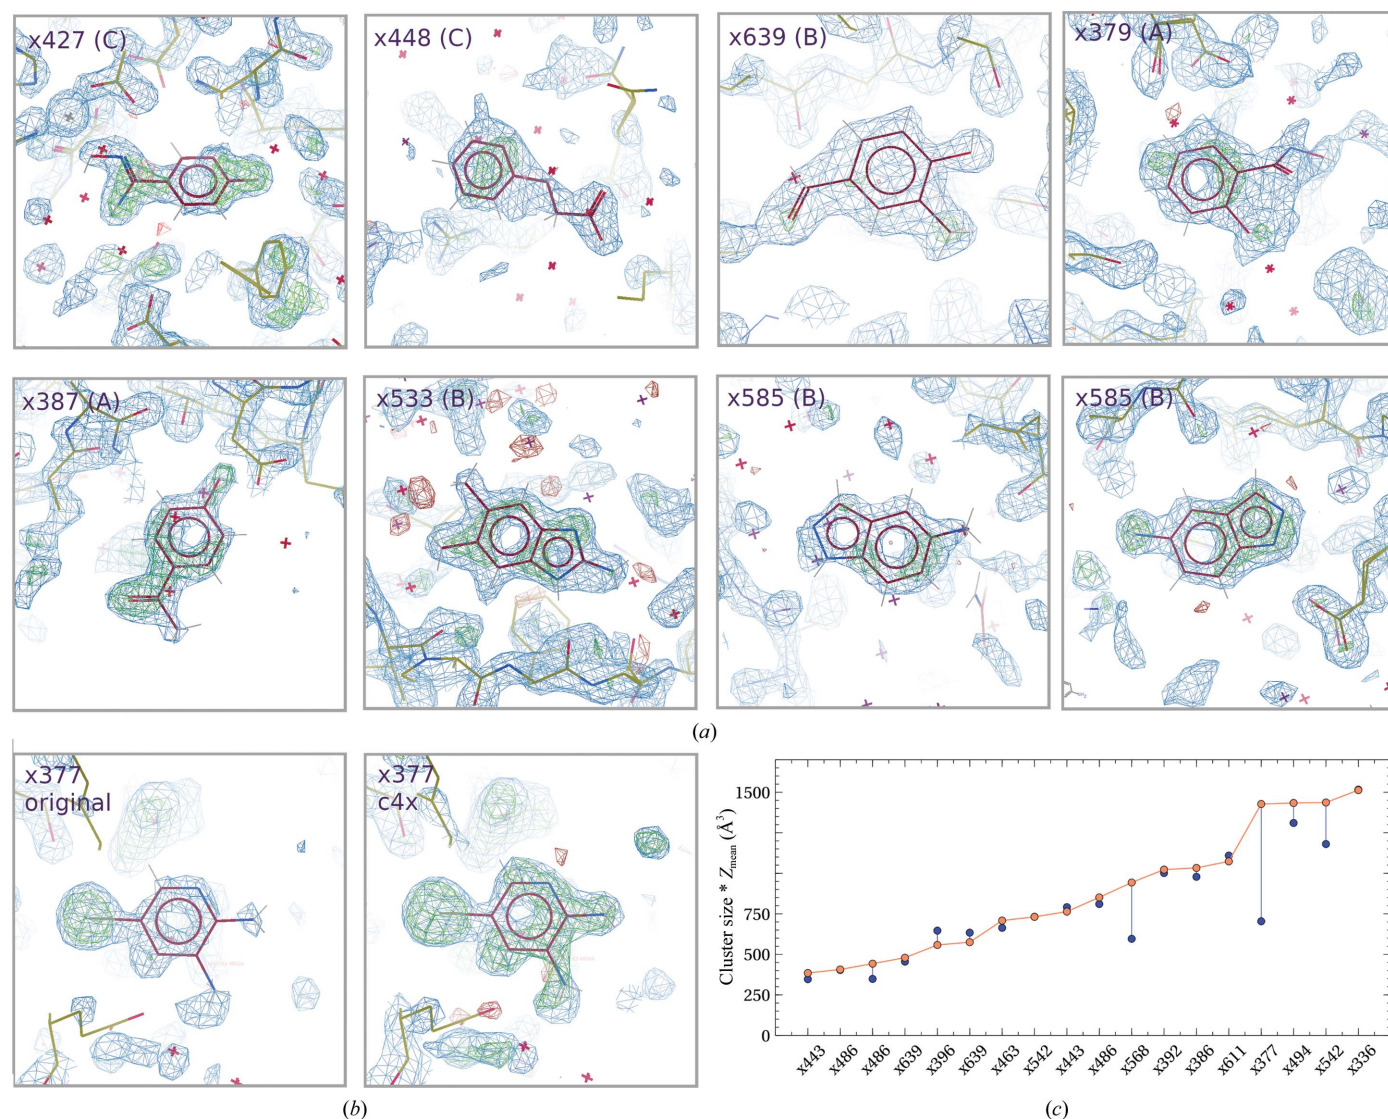 x427 (C)
x448 (C)
x639 (B)
x379 (A)
x387 (A)
x533 (B)
x585 (B)
x585 (B)
(a)
x377
original
x377
c4x
(b)
Cluster size * Zmean (Å³)
1500
750
500
250
0
x443
x486
x486
x639
x396
x639
x463
x542
x443
x486
x568
x392
x386
x611
x377
x494
x542
x336
(c)